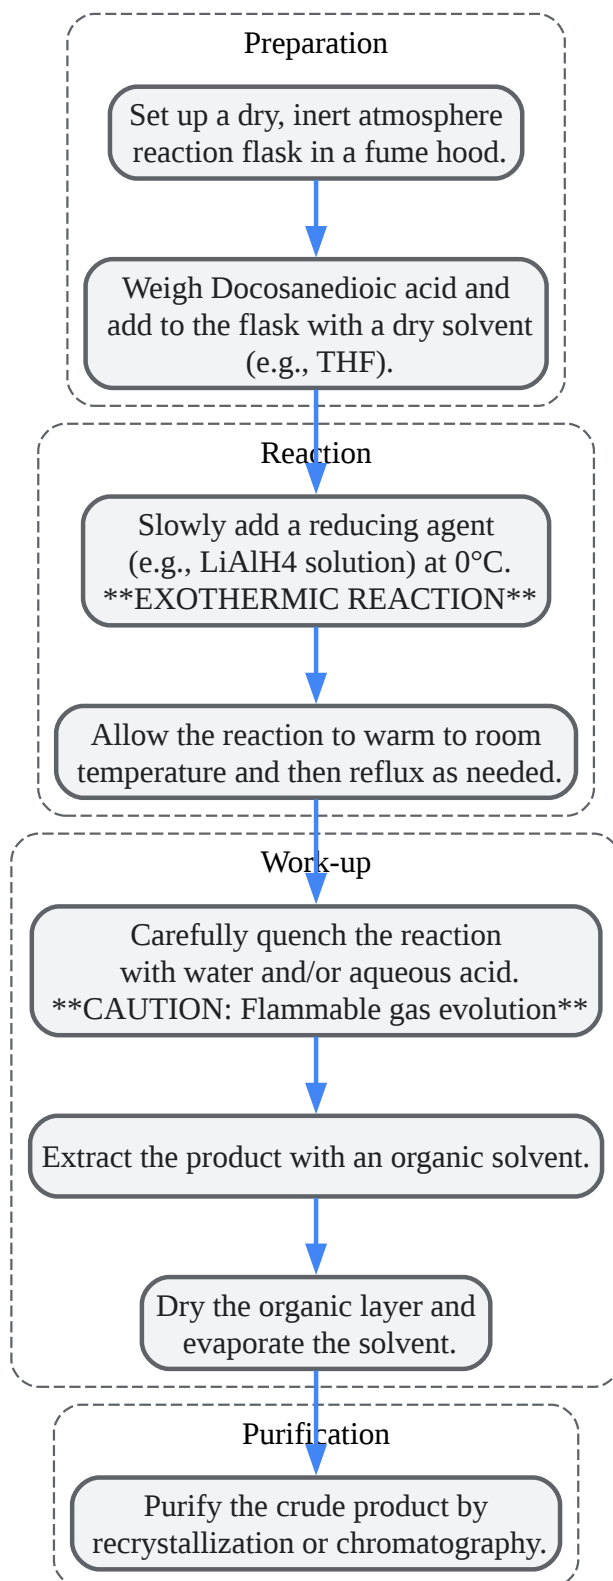 Preparation
Set up a dry, inert atmosphere
reaction flask in a fume hood.
Weigh Docosanedioic acid and
add to the flask with a dry solvent
(e.g., THF).
Reaction
Slowly add a reducing agent
(e.g., LiAlH4 solution) at 0°C.
**EXOTHERMIC REACTION**
Allow the reaction to warm to room
temperature and then reflux as needed.
Work-up
Carefully quench the reaction
with water and/or aqueous acid.
**CAUTION: Flammable gas evolution**
Extract the product with an organic solvent.
Dry the organic layer and
evaporate the solvent.
Purification
Purify the crude product by
recrystallization or chromatography.